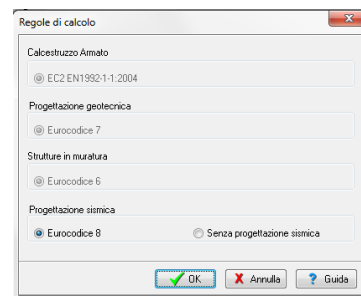 Regole di calcolo
Calcestruzzo Armato
EC2 EN1992-1-1:2004
Progettazione geotecnica
Eurocodice 7
Strutture in muratura
Eurocodice 6
Progettazione sismica
Eurocodice 8 Senza progettazione sismica
OK Annulla ? Guida